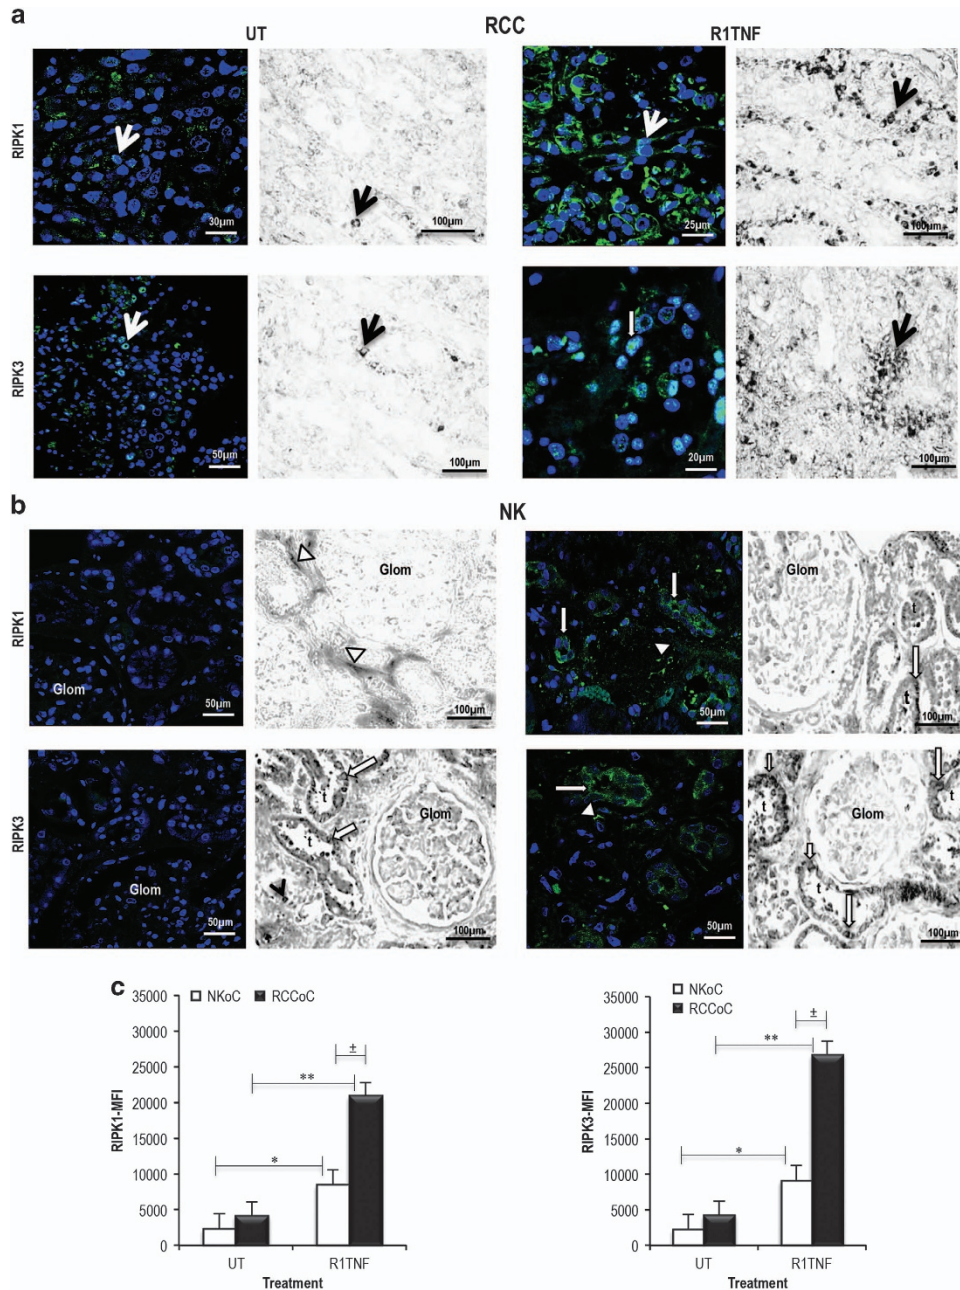 a
RCC
UT
R1TNF
RIPK1
30µm
100µm
25µm
100µm
RIPK3
50µm
100µm
20µm
100µm
b
NK
RIPK1
Glom
50µm
Glom
100µm
50µm
Glom
t
t
100µm
RIPK3
Glom
50µm
t
t
Glom
100µm
50µm
t
Glom
t
t
100µm
c
NKoC RCCoC
35000
30000
25000
20000
15000
10000
5000
0
RIPK1-MFI
*
**
±
UT R1TNF
Treatment
NKoC
RCCoC
35000
30000
25000
20000
15000
10000
5000
0
RIPK3-MFI
*
**
±
UT R1TNF
Treatment